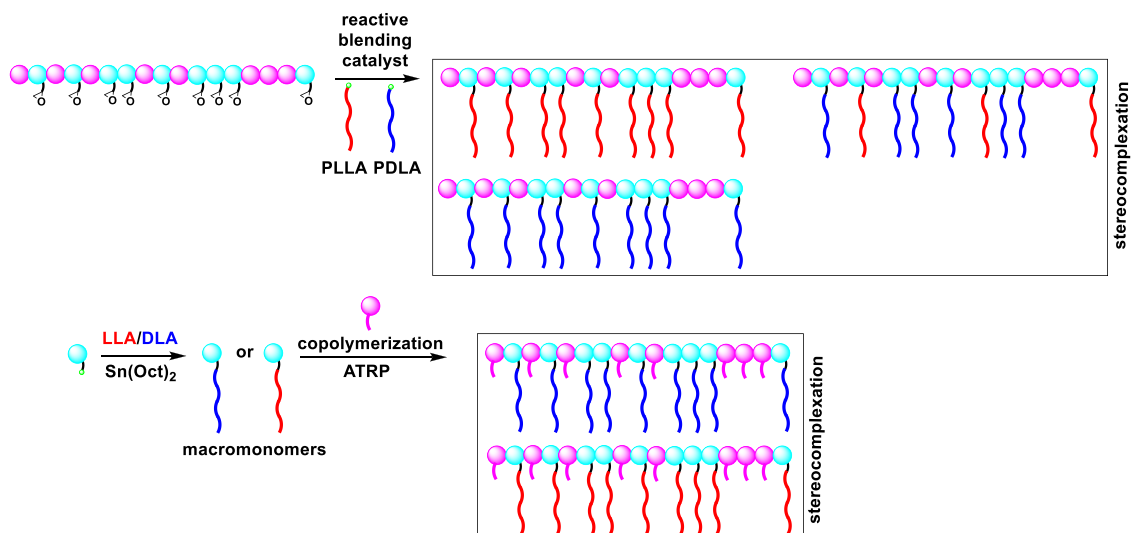 reactive
blending
catalyst
PLLA PDLA
stereocomplexation
LLA/DLA
Sn(Oct)2
or
macromonomers
copolymerization
ATRP
stereocomplexation